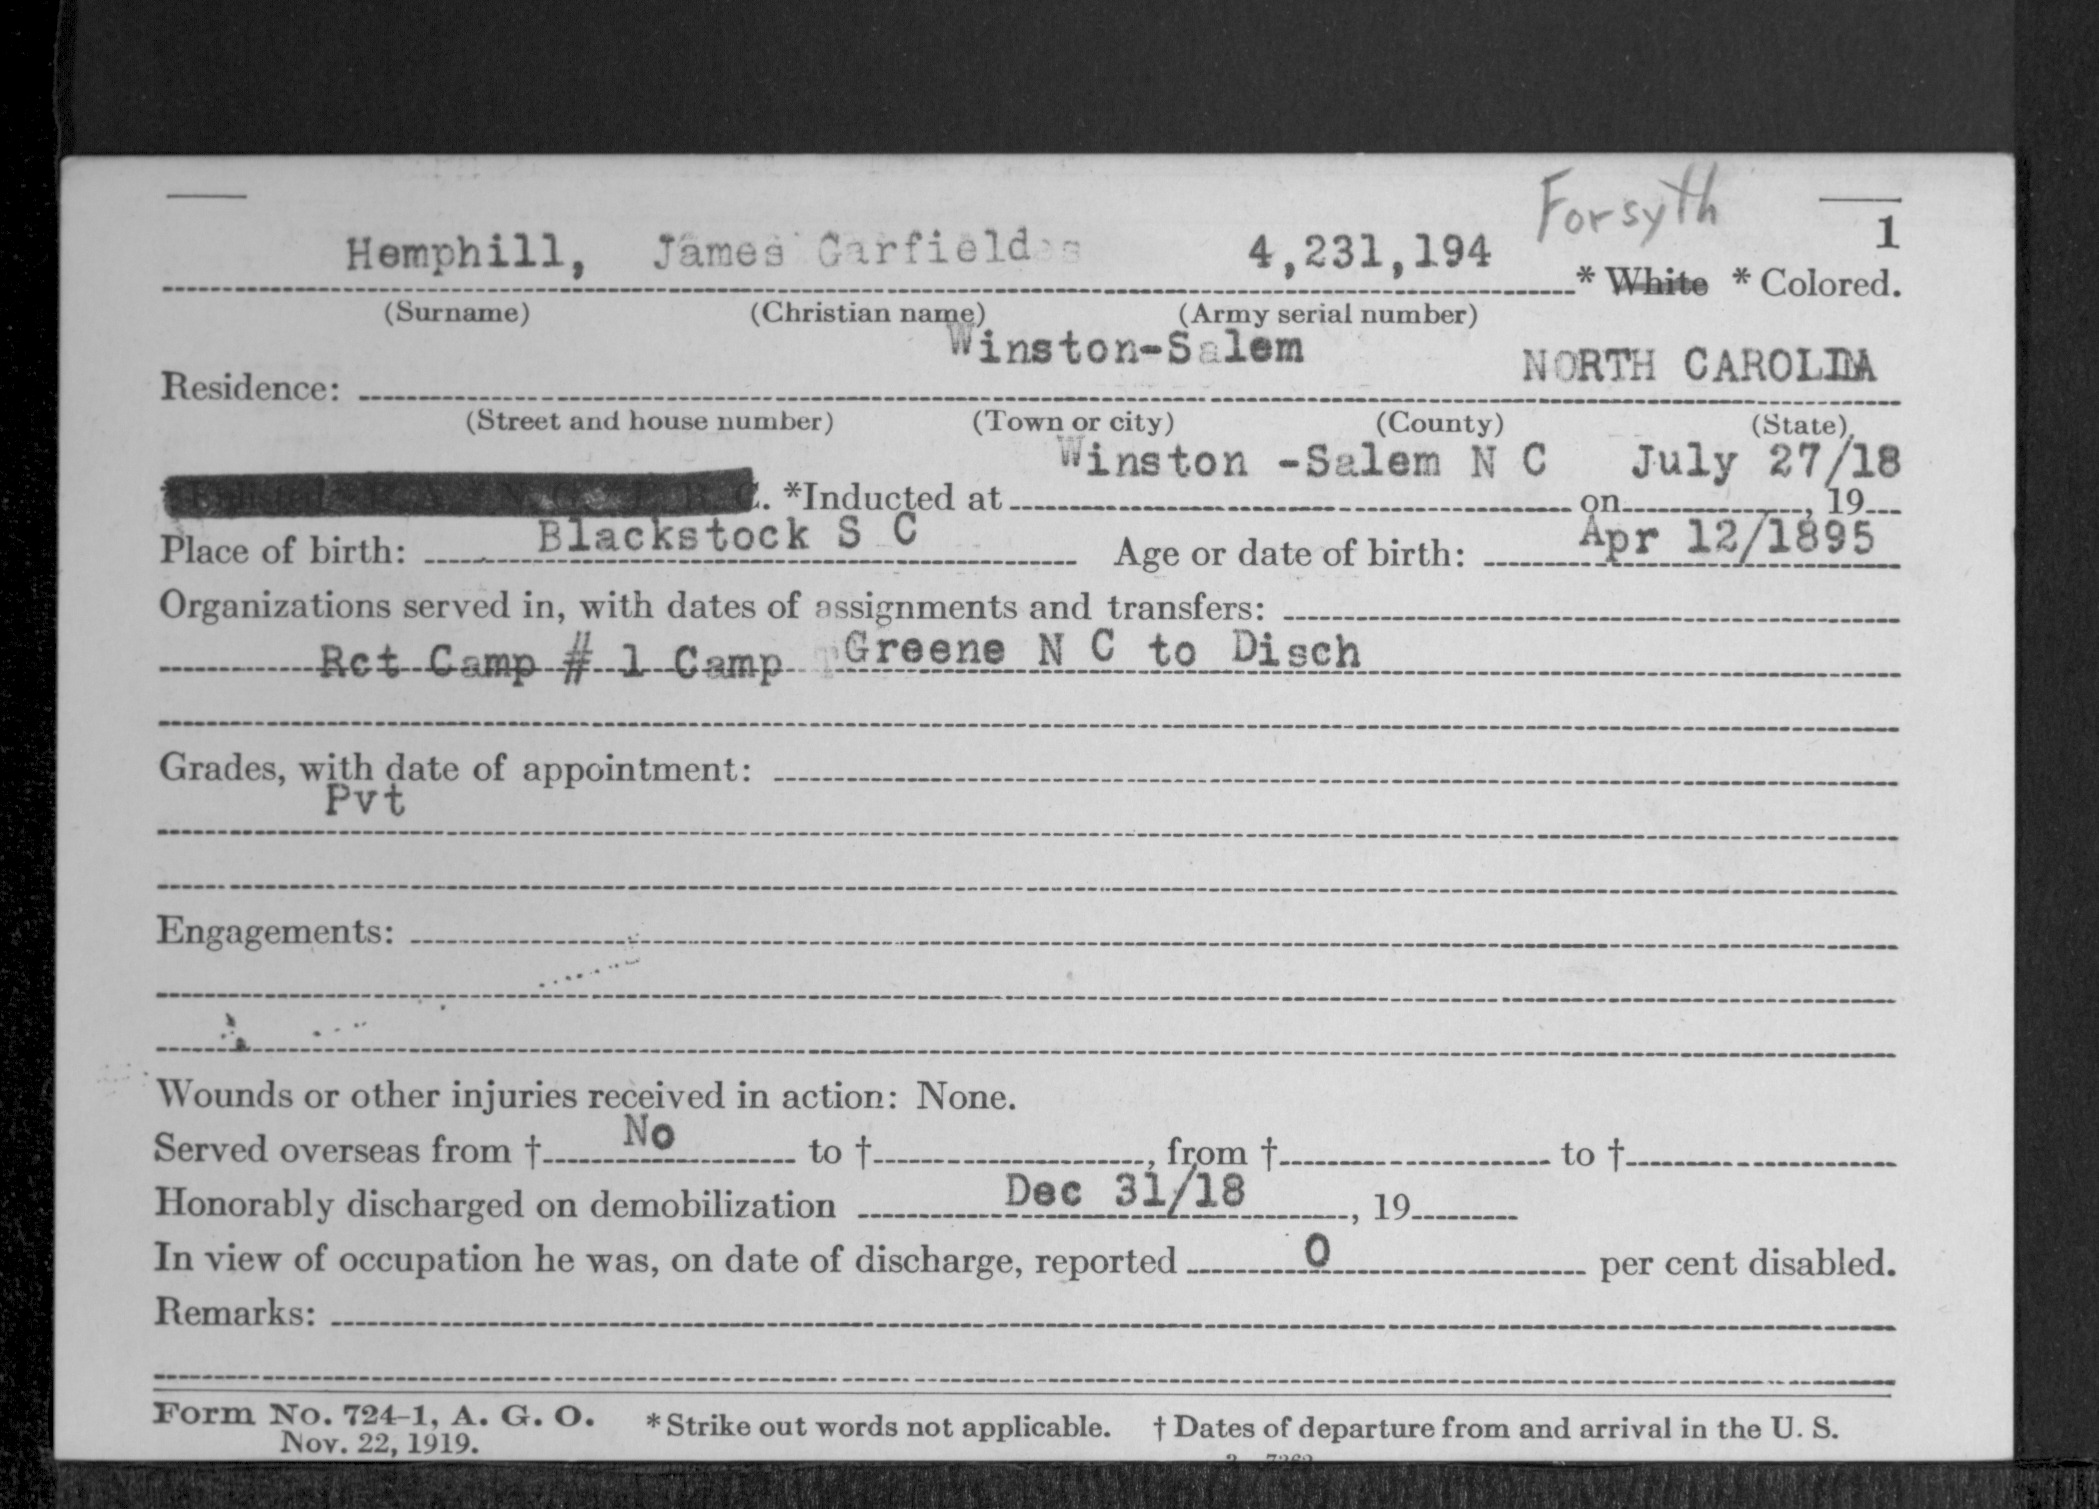 Forsyth
1
Hemphill, James Garfield 4,231,194 * White * Colored.
(Surname) (Christian name) (Army serial number)
Winston-Salem NORTH CAROLINA
Residence:
(Street and house number) (Town or city) (County) (State)
Winston -Salem N C July 27/18
*Enlisted * R. A. * N. G. * E. R. C. *Inducted at on , 19
Blackstock S C Apr 12/1895
Place of birth: Age or date of birth:
Organizations served in, with dates of assignments and transfers:
Rct Camp # 1 Camp Greene N C to Disch
Grades, with date of appointment:
Pvt
Engagements:
Wounds or other injuries received in action: None.
Served overseas from † No to † , from † to †
Honorably discharged on demobilization Dec 31/18 , 19
In view of occupation he was, on date of discharge, reported 0 per cent disabled.
Remarks:
Form No. 724-1, A. G. O. * Strike out words not applicable. † Dates of departure from and arrival in the U. S.
Nov. 22, 1919.